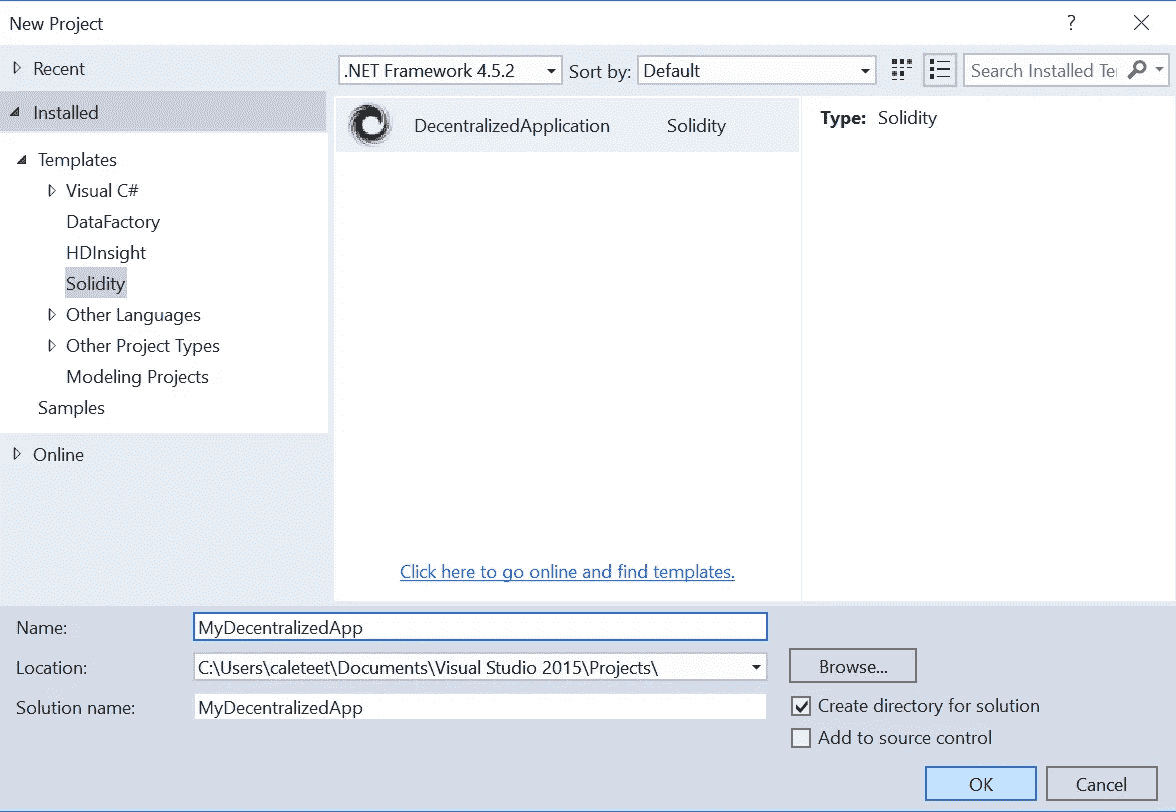 New Project
?
Recent
.NET Framework 4.5.2
Sort by: Default
Search Installed Te
Installed
DecentralizedApplication Solidity
Type: Solidity
Templates
Visual C#
DataFactory
HDInsight
Solidity
Other Languages
Other Project Types
Modeling Projects
Samples
Online
Click here to go online and find templates.
Name: MyDecentralizedApp
Location: C:\Users\caleteet\Documents\Visual Studio 2015\Projects\
Browse...
Solution name: MyDecentralizedApp
Create directory for solution
Add to source control
OK
Cancel